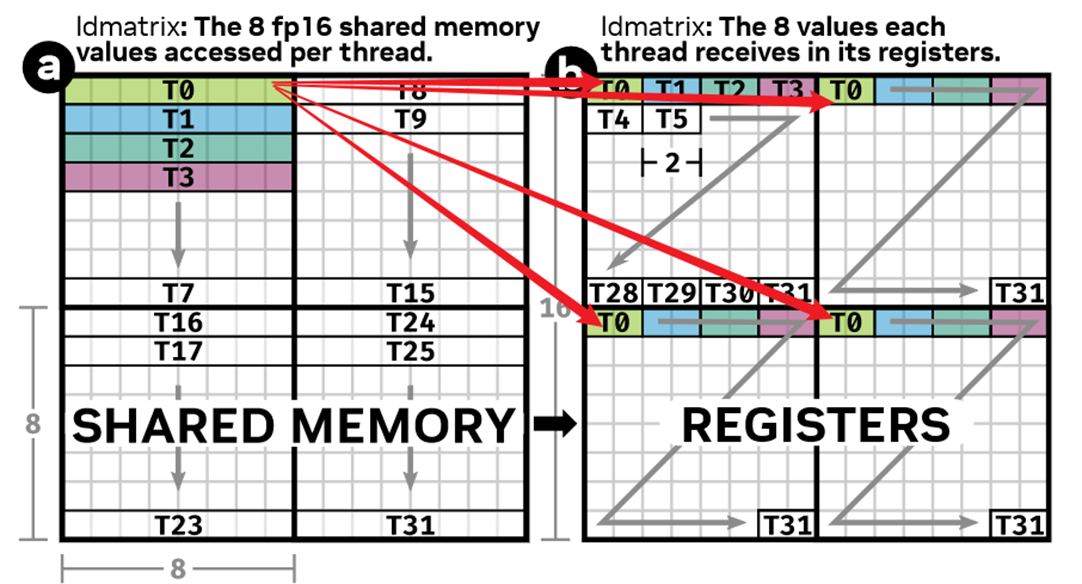 ldmatrix: The 8 fp16 shared memory
values accessed per thread.
ldmatrix: The 8 values each
thread receives in its registers.
a
b
T0
T8
T1
T9
T2
T3
T7
T15
T16
T24
T17
T25
T23
T31
SHARED MEMORY
8
8
16
T0 T1 T2 T3 T0
T4 T5
2
T28 T29 T30 T31 T31
T0 T0
REGISTERS
T31 T31